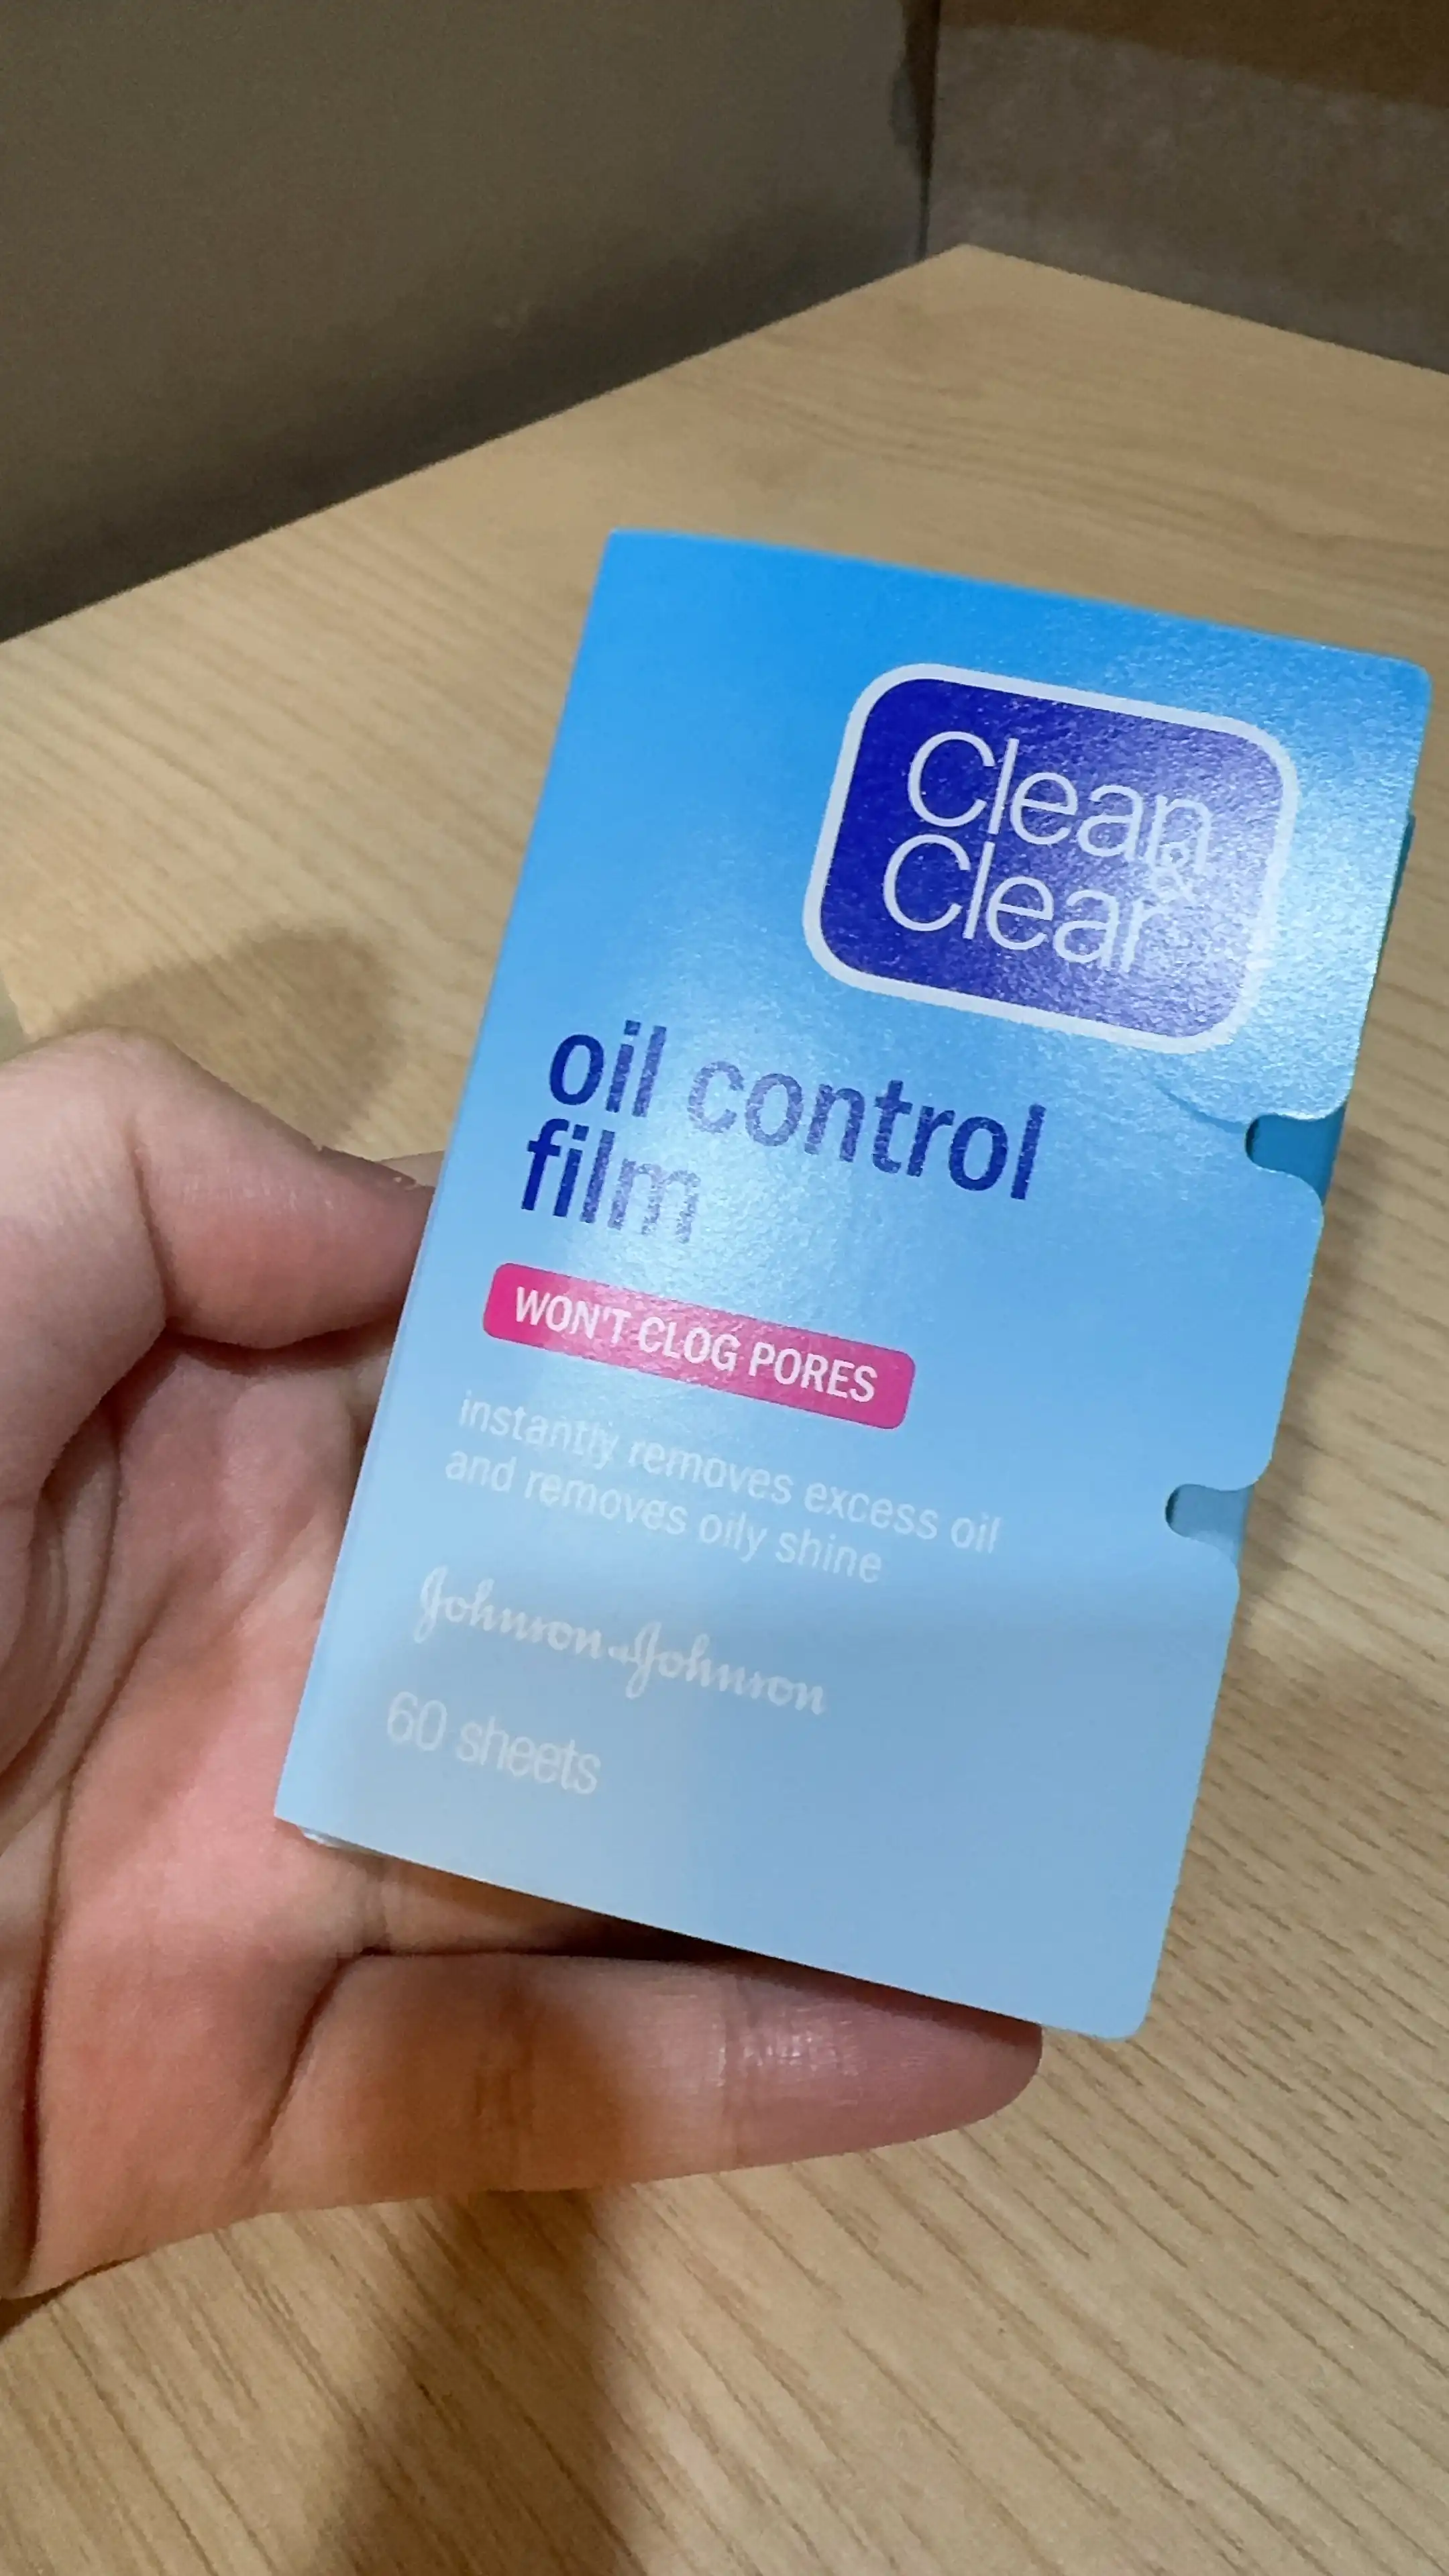 Clean
&
Clear
oil control
film
WON'T CLOG PORES
instantly removes excess oil
and removes oily shine
Johnson & Johnson
60 sheets